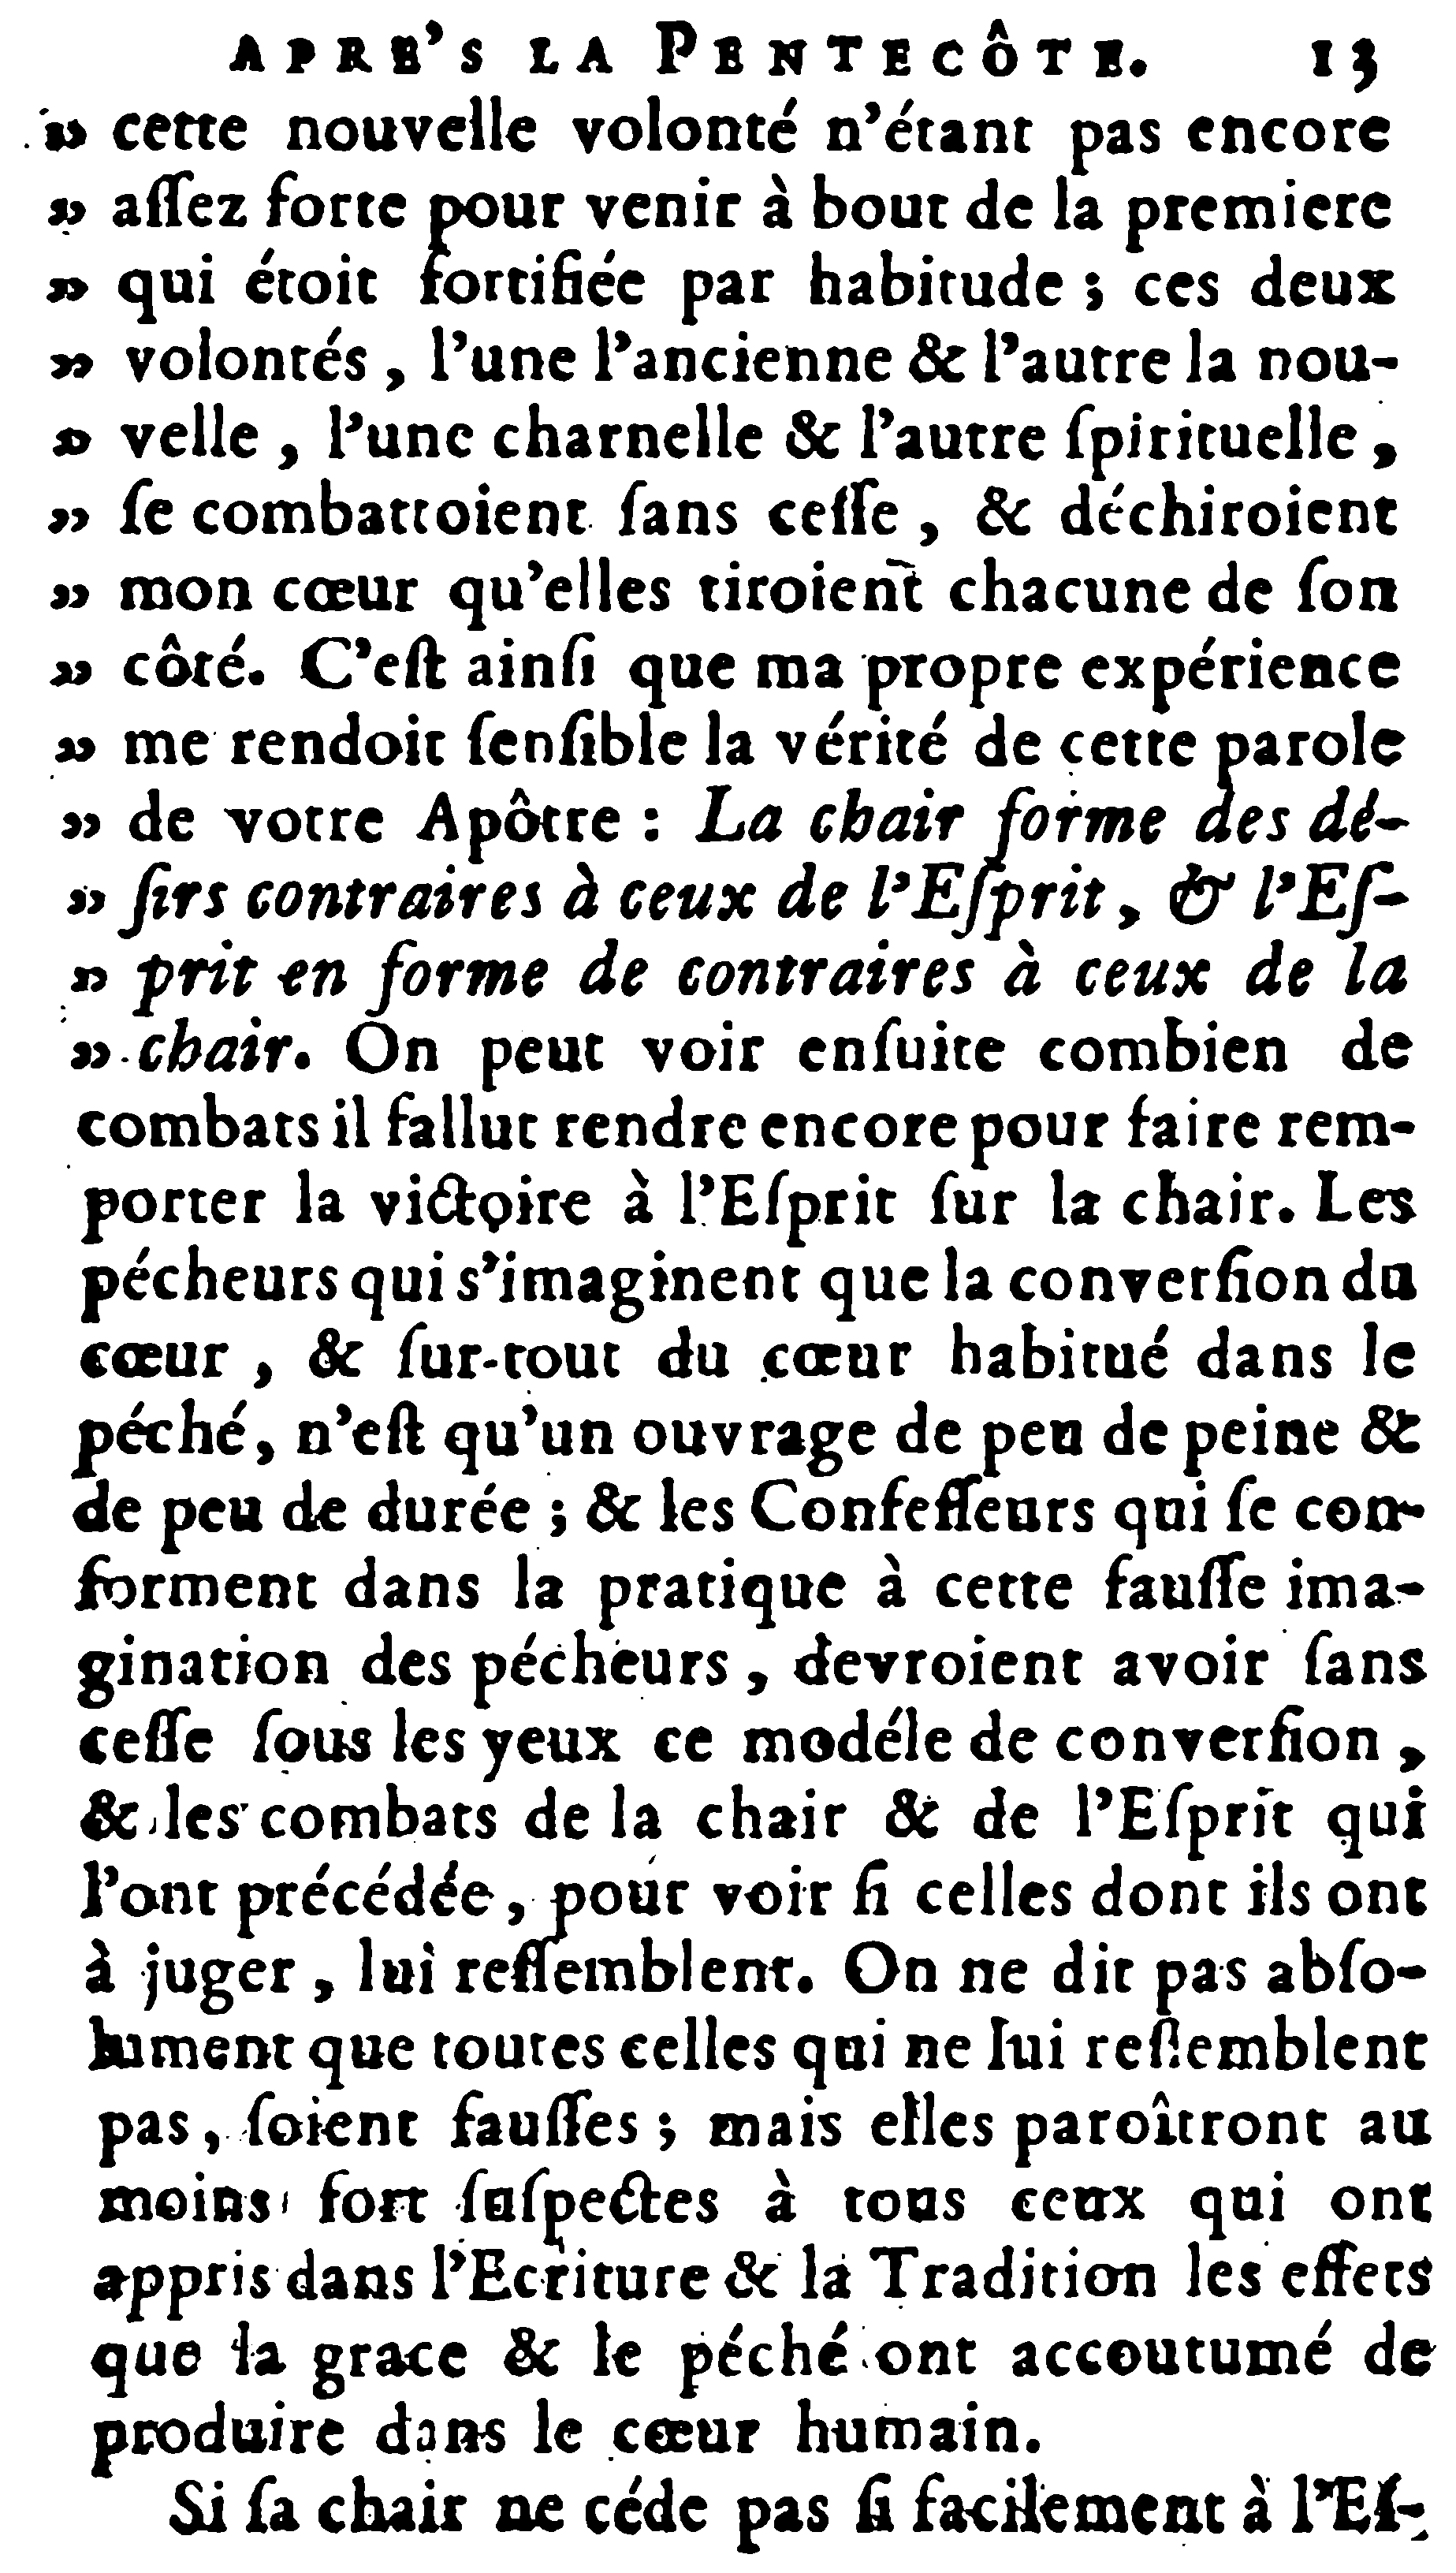 APRE'S LA PENTECÔTE. 13
» cette nouvelle volonté n'étant pas encore
» aſſez forte pour venir à bout de la premiere
» qui étoit fortifiée par habitude ; ces deux
» volontés , l'une l'ancienne & l'autre la nou-
» velle , l'une charnelle & l'autre ſpirituelle ,
» ſe combattoient ſans ceſſe , & déchiroient
» mon cœur qu'elles tiroient chacune de ſon
» côté. C'eſt ainſi que ma propre expérience
» me rendoit ſenſible la vérité de cette parole
» de votre Apôtre : La chair forme des dé-
» ſirs contraires à ceux de l'Eſprit , & l'Eſ-
» prit en forme de contraires à ceux de la
» chair. On peut voir enſuite combien de
combats il fallut rendre encore pour faire rem-
porter la victoire à l'Eſprit ſur la chair. Les
pécheurs qui s'imaginent que la converſion du
cœur , & ſur-tout du cœur habitué dans le
péché, n'eſt qu'un ouvrage de peu de peine &
de peu de durée ; & les Confeſſeurs qui ſe con-
forment dans la pratique à cette fauſſe ima-
gination des pécheurs , devroient avoir ſans
ceſſe ſous les yeux ce modéle de converſion ,
& les combats de la chair & de l'Eſprit qui
l'ont précédée , pour voir ſi celles dont ils ont
à juger , lui reſſemblent. On ne dit pas abſo-
lument que toutes celles qui ne lui reſſemblent
pas , ſoient fauſſes ; mais elles paroîtront au
moins fort ſuſpectes à tous ceux qui ont
appris dans l'Ecriture & la Tradition les effets
que la grace & le péché ont accoutumé de
produire dans le cœur humain.
Si ſa chair ne céde pas ſi facilement à l'Eſ-